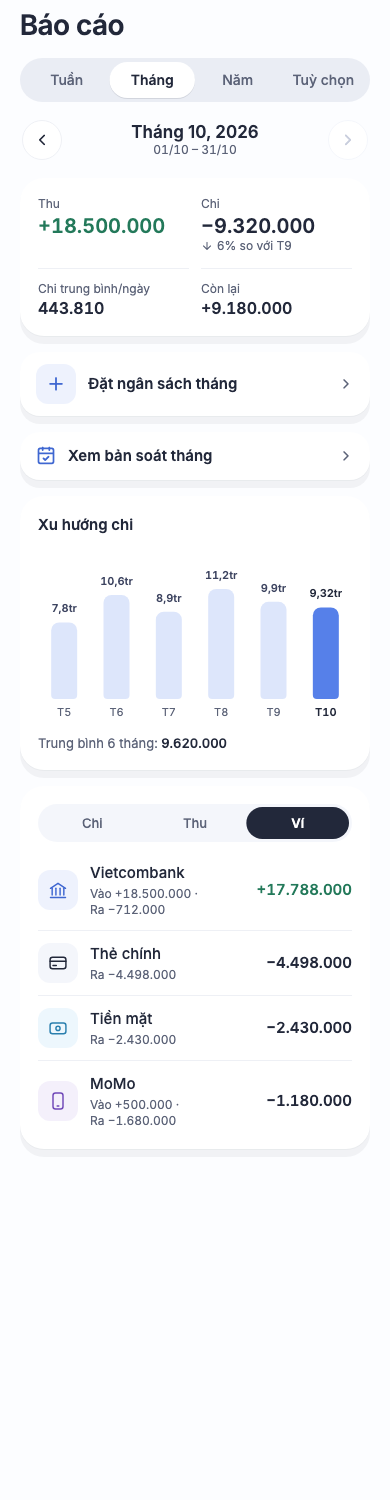 Báo cáo
Tuần Tháng Năm Tuỳ chọn
Tháng 10, 2026
01/10 – 31/10
Thu Chi
+18.500.000 −9.320.000
↓ 6% so với T9
Chi trung bình/ngày Còn lại
443.810 +9.180.000
Đặt ngân sách tháng
Xem bản soát tháng
Xu hướng chi
7,8tr 10,6tr 8,9tr 11,2tr 9,9tr 9,32tr
T5 T6 T7 T8 T9 T10
Trung bình 6 tháng: 9.620.000
Chi Thu Ví
Vietcombank
Vào +18.500.000 ·
Ra −712.000
+17.788.000
Thẻ chính
Ra −4.498.000
−4.498.000
Tiền mặt
Ra −2.430.000
−2.430.000
MoMo
Vào +500.000 ·
Ra −1.680.000
−1.180.000